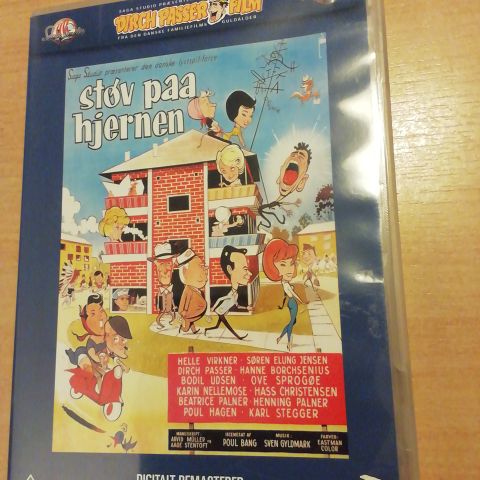 SAGA STUDIO PRÆSENTERER
DIRCH PASSER FILM
FRA DEN DANSKE FAMILIEFILMS GULDALDER
Saga Studio præsenterer den danske lystspilfarce
støv paa
hjernen
HELLE VIRKNER · SØREN ELUNG JENSEN
DIRCH PASSER · HANNE BORCHSENIUS
BODIL UDSEN · OVE SPROGØE
KARIN NELLEMOSE · HASS CHRISTENSEN
BEATRICE PALNER · HENNING PALNER
POUL HAGEN · KARL STEGGER
MANUSKRIPT: ARVID MÜLLER og AAGE STENTOFT
ISCENESAT AF POUL BANG
MUSIK: SVEN GYLDMARK
FARVER: EASTMAN COLOR
DIGITALT REMASTERER